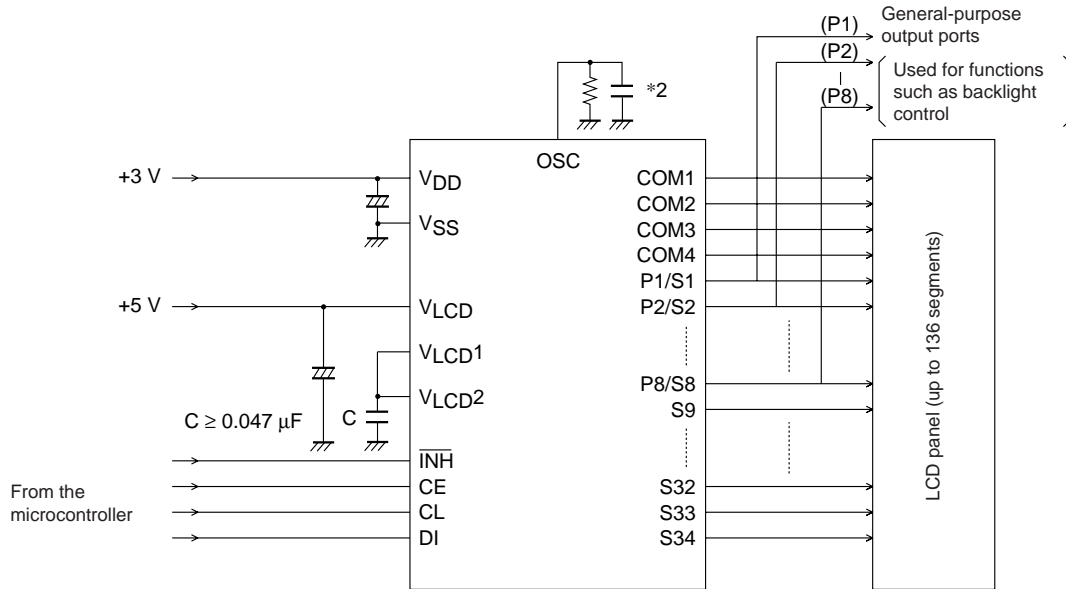 (P1)
General-purpose
output ports
(P2)
(P8)
Used for functions
such as backlight
control
*2
OSC
+3 V
VDD
VSS
+5 V
VLCD
VLCD1
VLCD2
C ≥ 0.047 μF
C
INH
CE
CL
DI
From the
microcontroller
COM1
COM2
COM3
COM4
P1/S1
P2/S2
P8/S8
S9
S32
S33
S34
LCD panel (up to 136 segments)